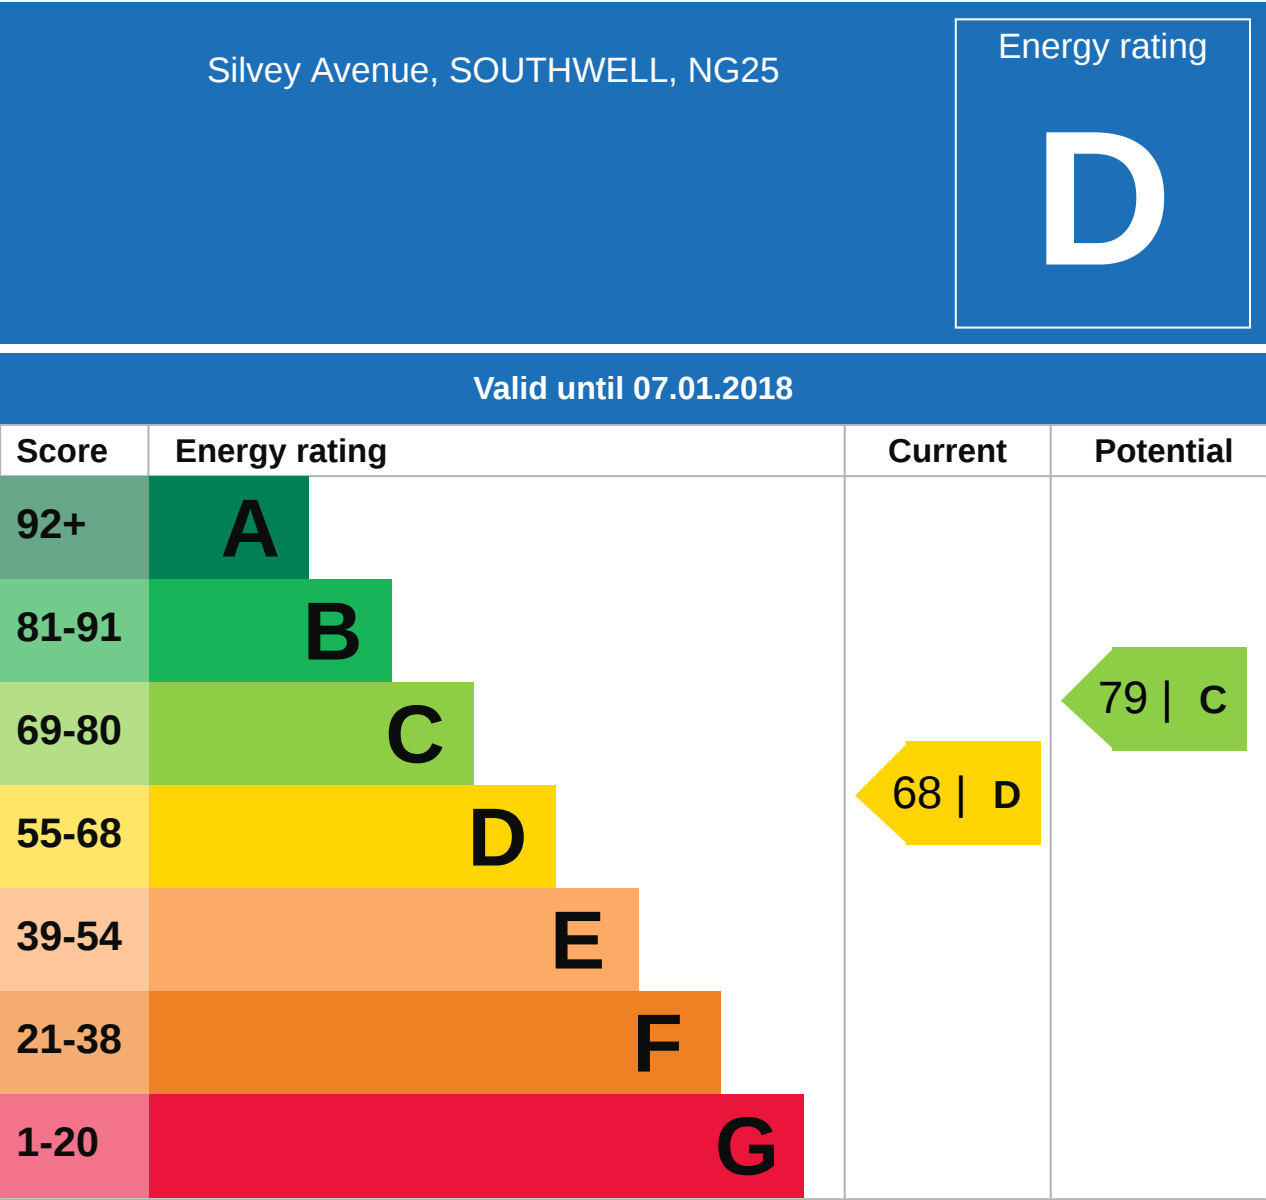 Silvey Avenue, SOUTHWELL, NG25
Energy rating
D
Valid until 07.01.2018
Score Energy rating Current Potential
92+ A
81-91 B
79 | C
69-80 C
68 | D
55-68 D
39-54 E
21-38 F
1-20 G